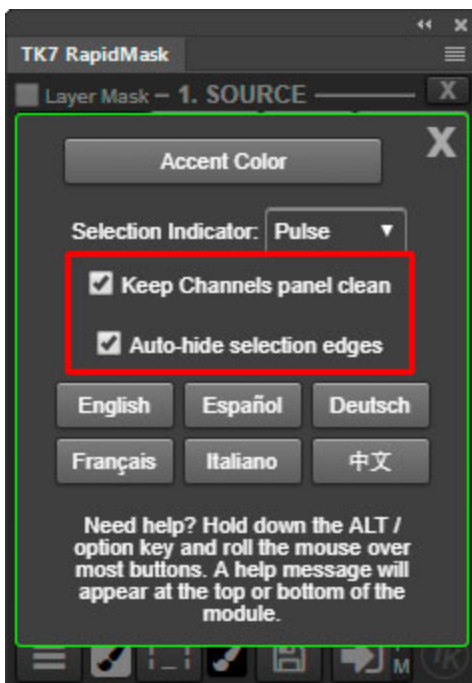 TK7 RapidMask
Layer Mask – 1. SOURCE
X
X
Accent Color
Selection Indicator: Pulse
Keep Channels panel clean
Auto-hide selection edges
English Español Deutsch
Français Italiano 中文
Need help? Hold down the ALT /
option key and roll the mouse over
most buttons. A help message will
appear at the top or bottom of the
module.
M
TK